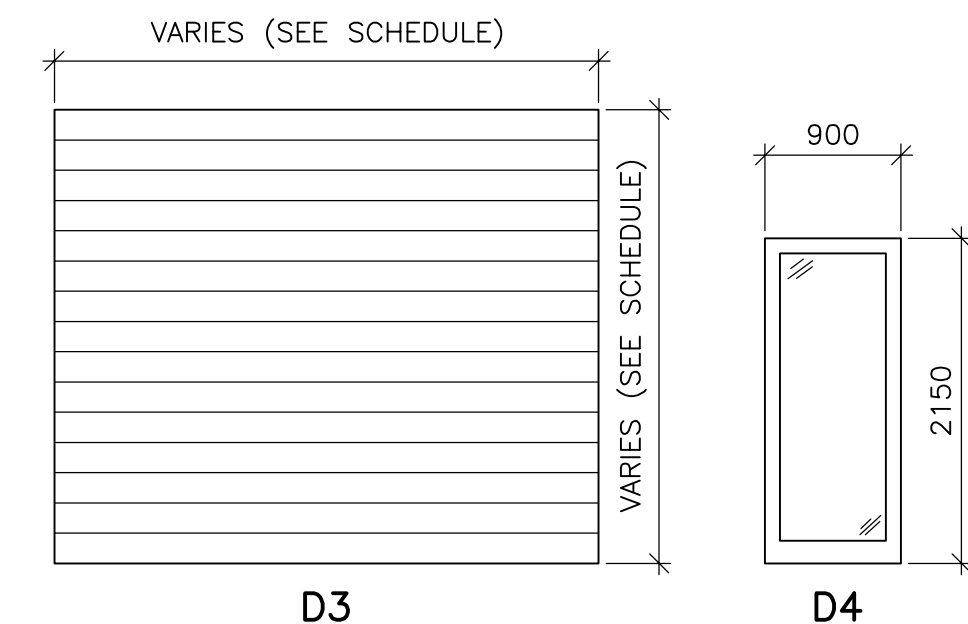 VARIES (SEE SCHEDULE)
VARIES (SEE SCHEDULE)
D3
900
2150
D4